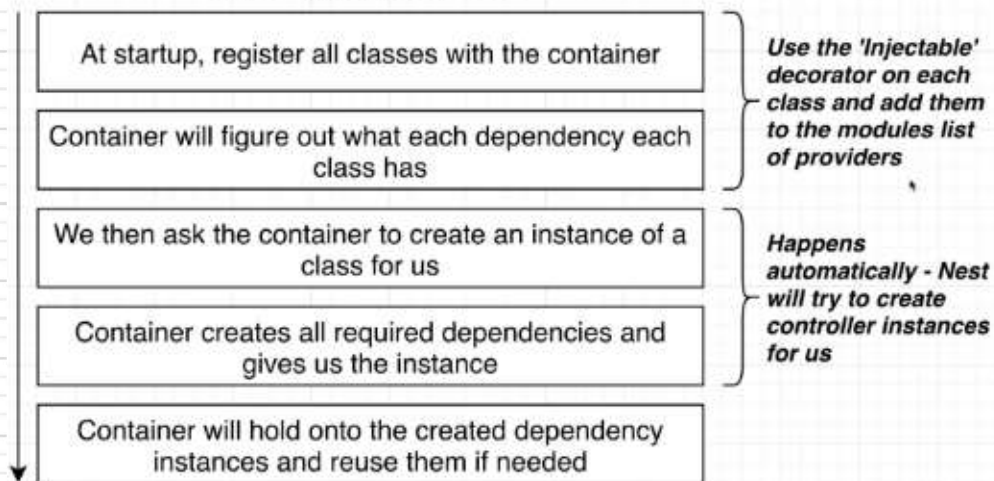 At startup, register all classes with the container
Container will figure out what each dependency each
class has
We then ask the container to create an instance of a
class for us
Container creates all required dependencies and
gives us the instance
Container will hold onto the created dependency
instances and reuse them if needed
Use the 'Injectable'
decorator on each
class and add them
to the modules list
of providers
Happens
automatically - Nest
will try to create
controller instances
for us